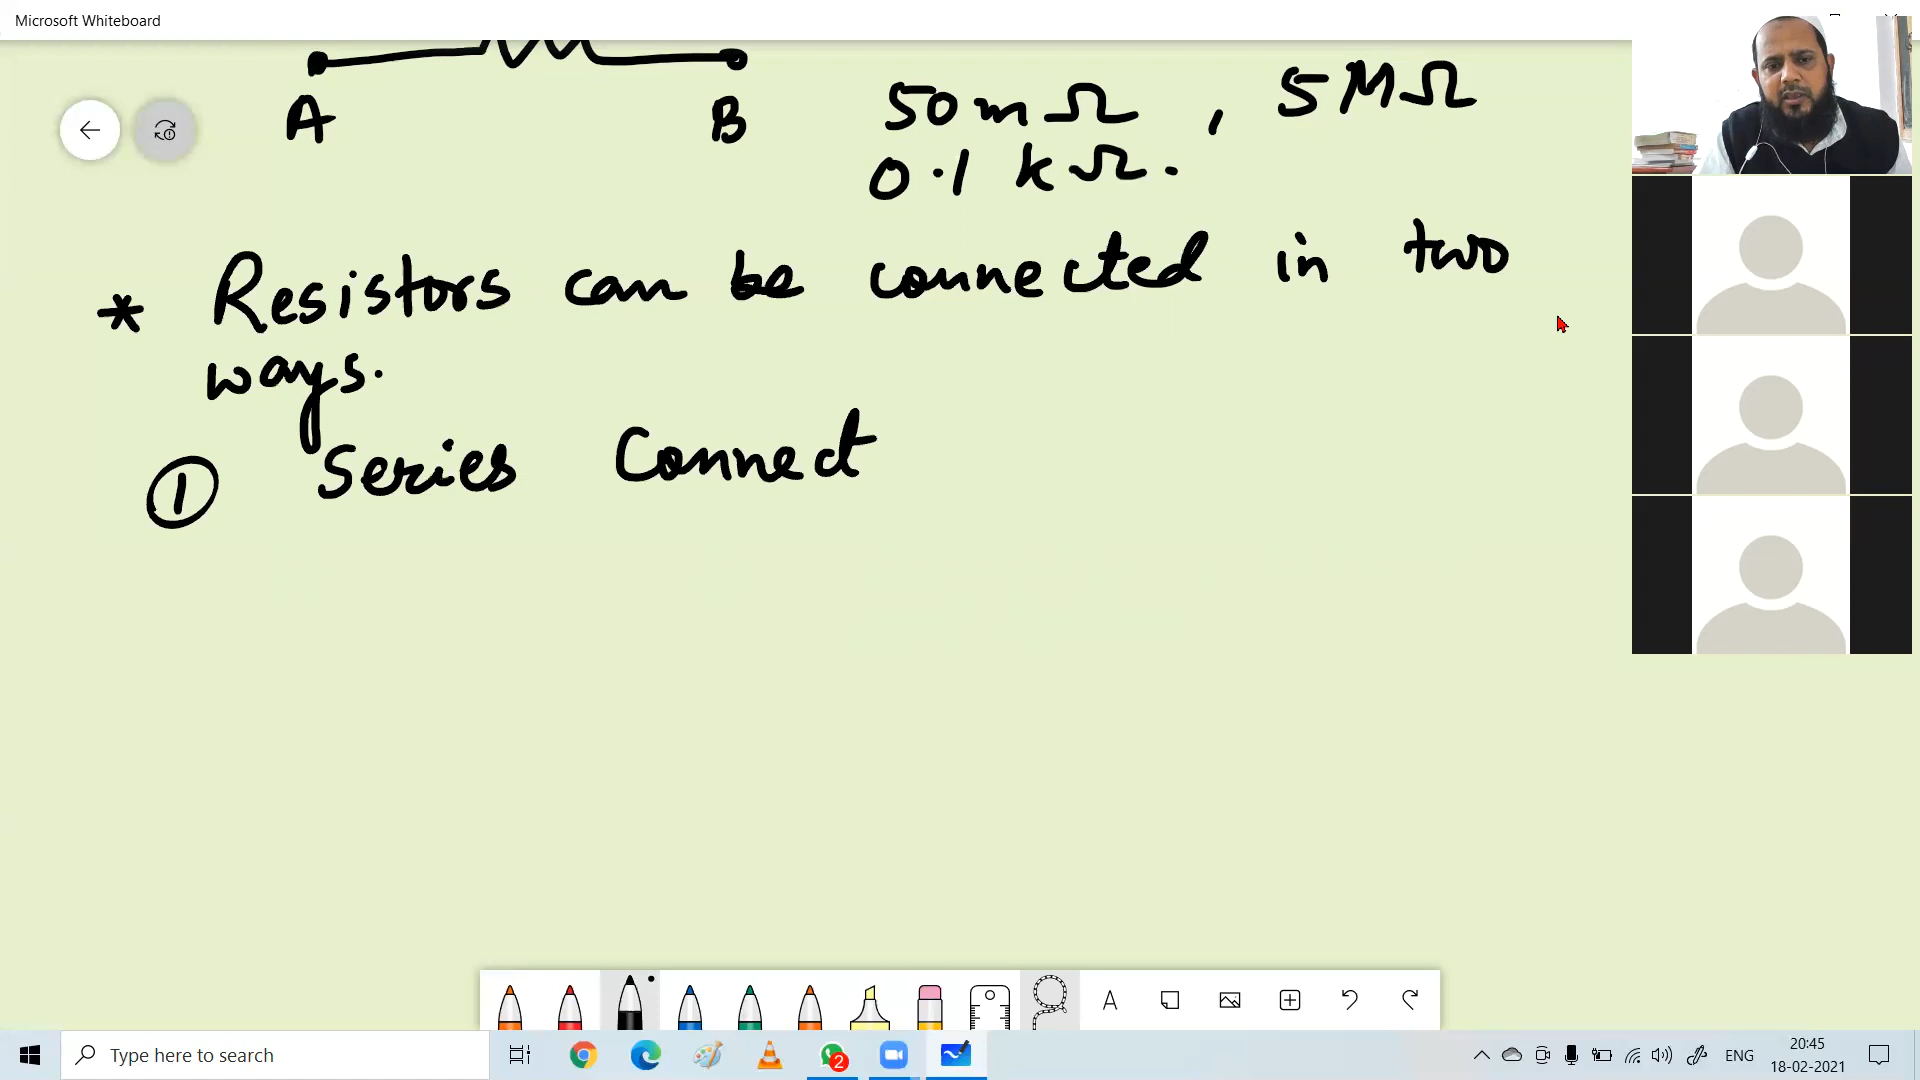 Microsoft Whiteboard
A B
50 mΩ , 5 MΩ
0.1 kΩ.
* Resistors can be connected in two
ways.
① Series Connect
A
Type here to search
2
ENG
20:45
18-02-2021